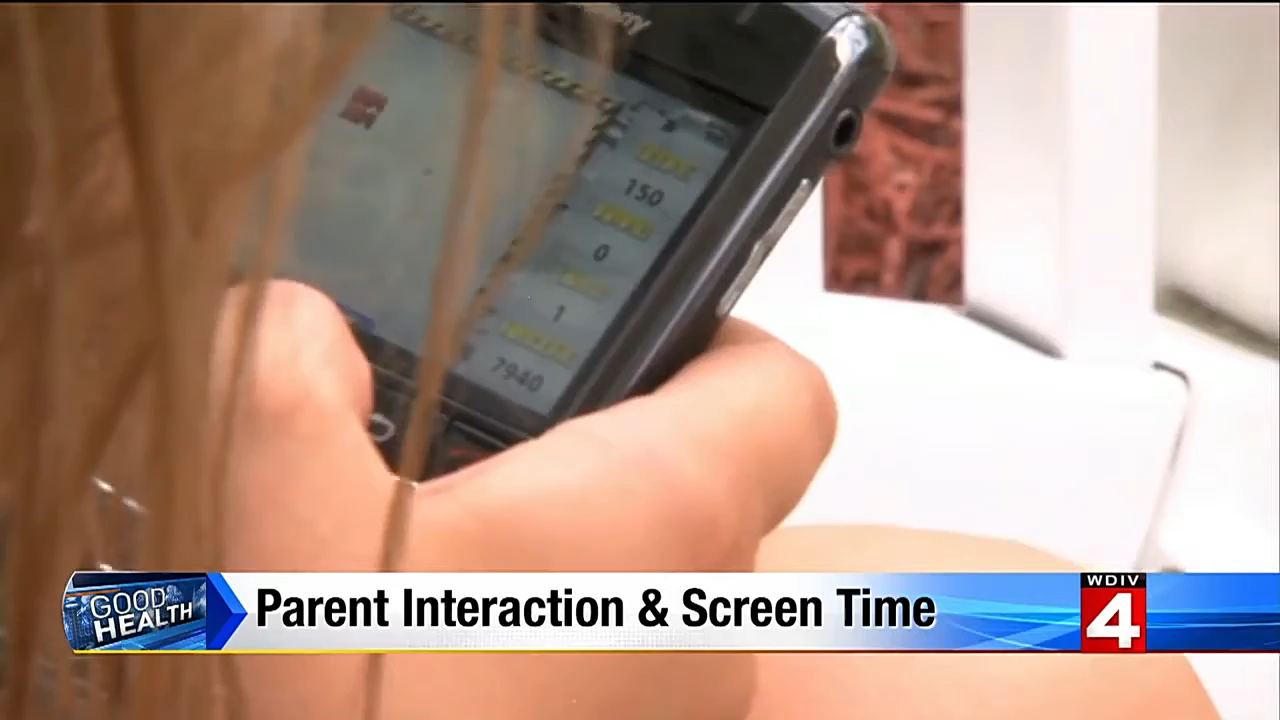 150
0
1
7940
GOOD
HEALTH
Parent Interaction & Screen Time
WDIV
4